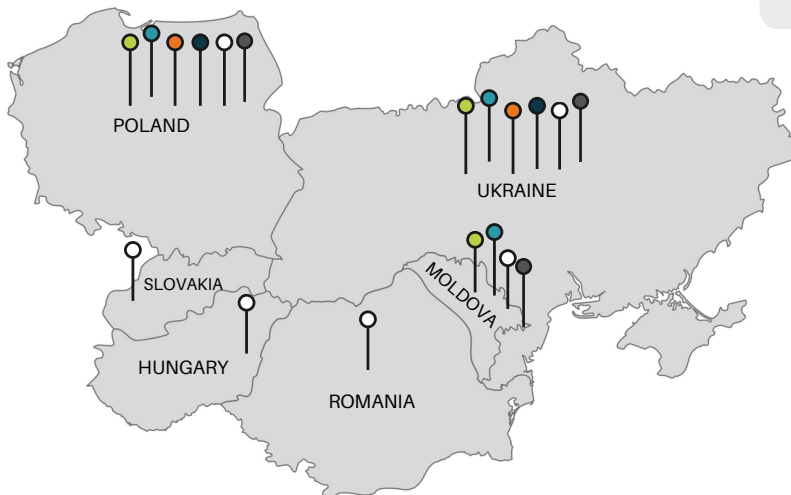 POLAND
UKRAINE
SLOVAKIA
MOLDOVA
HUNGARY
ROMANIA